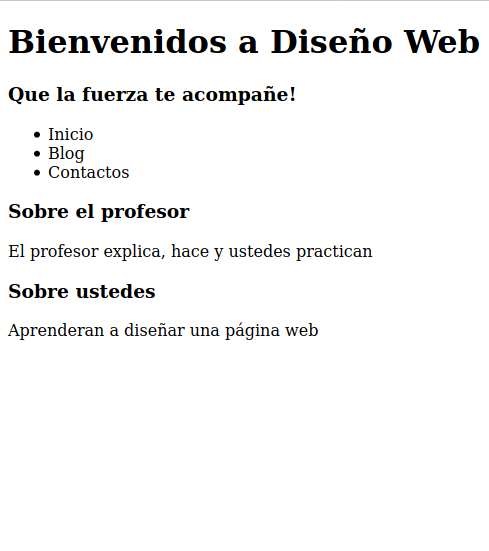 Bienvenidos a Diseño Web
Que la fuerza te acompañe!
Inicio
Blog
Contactos
Sobre el profesor
El profesor explica, hace y ustedes practican
Sobre ustedes
Aprenderan a diseñar una página web